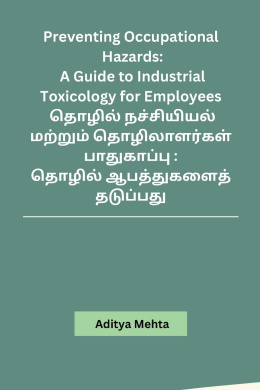 Preventing Occupational
Hazards:
A Guide to Industrial
Toxicology for Employees
தொழில் நச்சியியல்
மற்றும் தொழிலாளர்கள்
பாதுகாப்பு :
தொழில் ஆபத்துகளைத்
தடுப்பது
Aditya Mehta